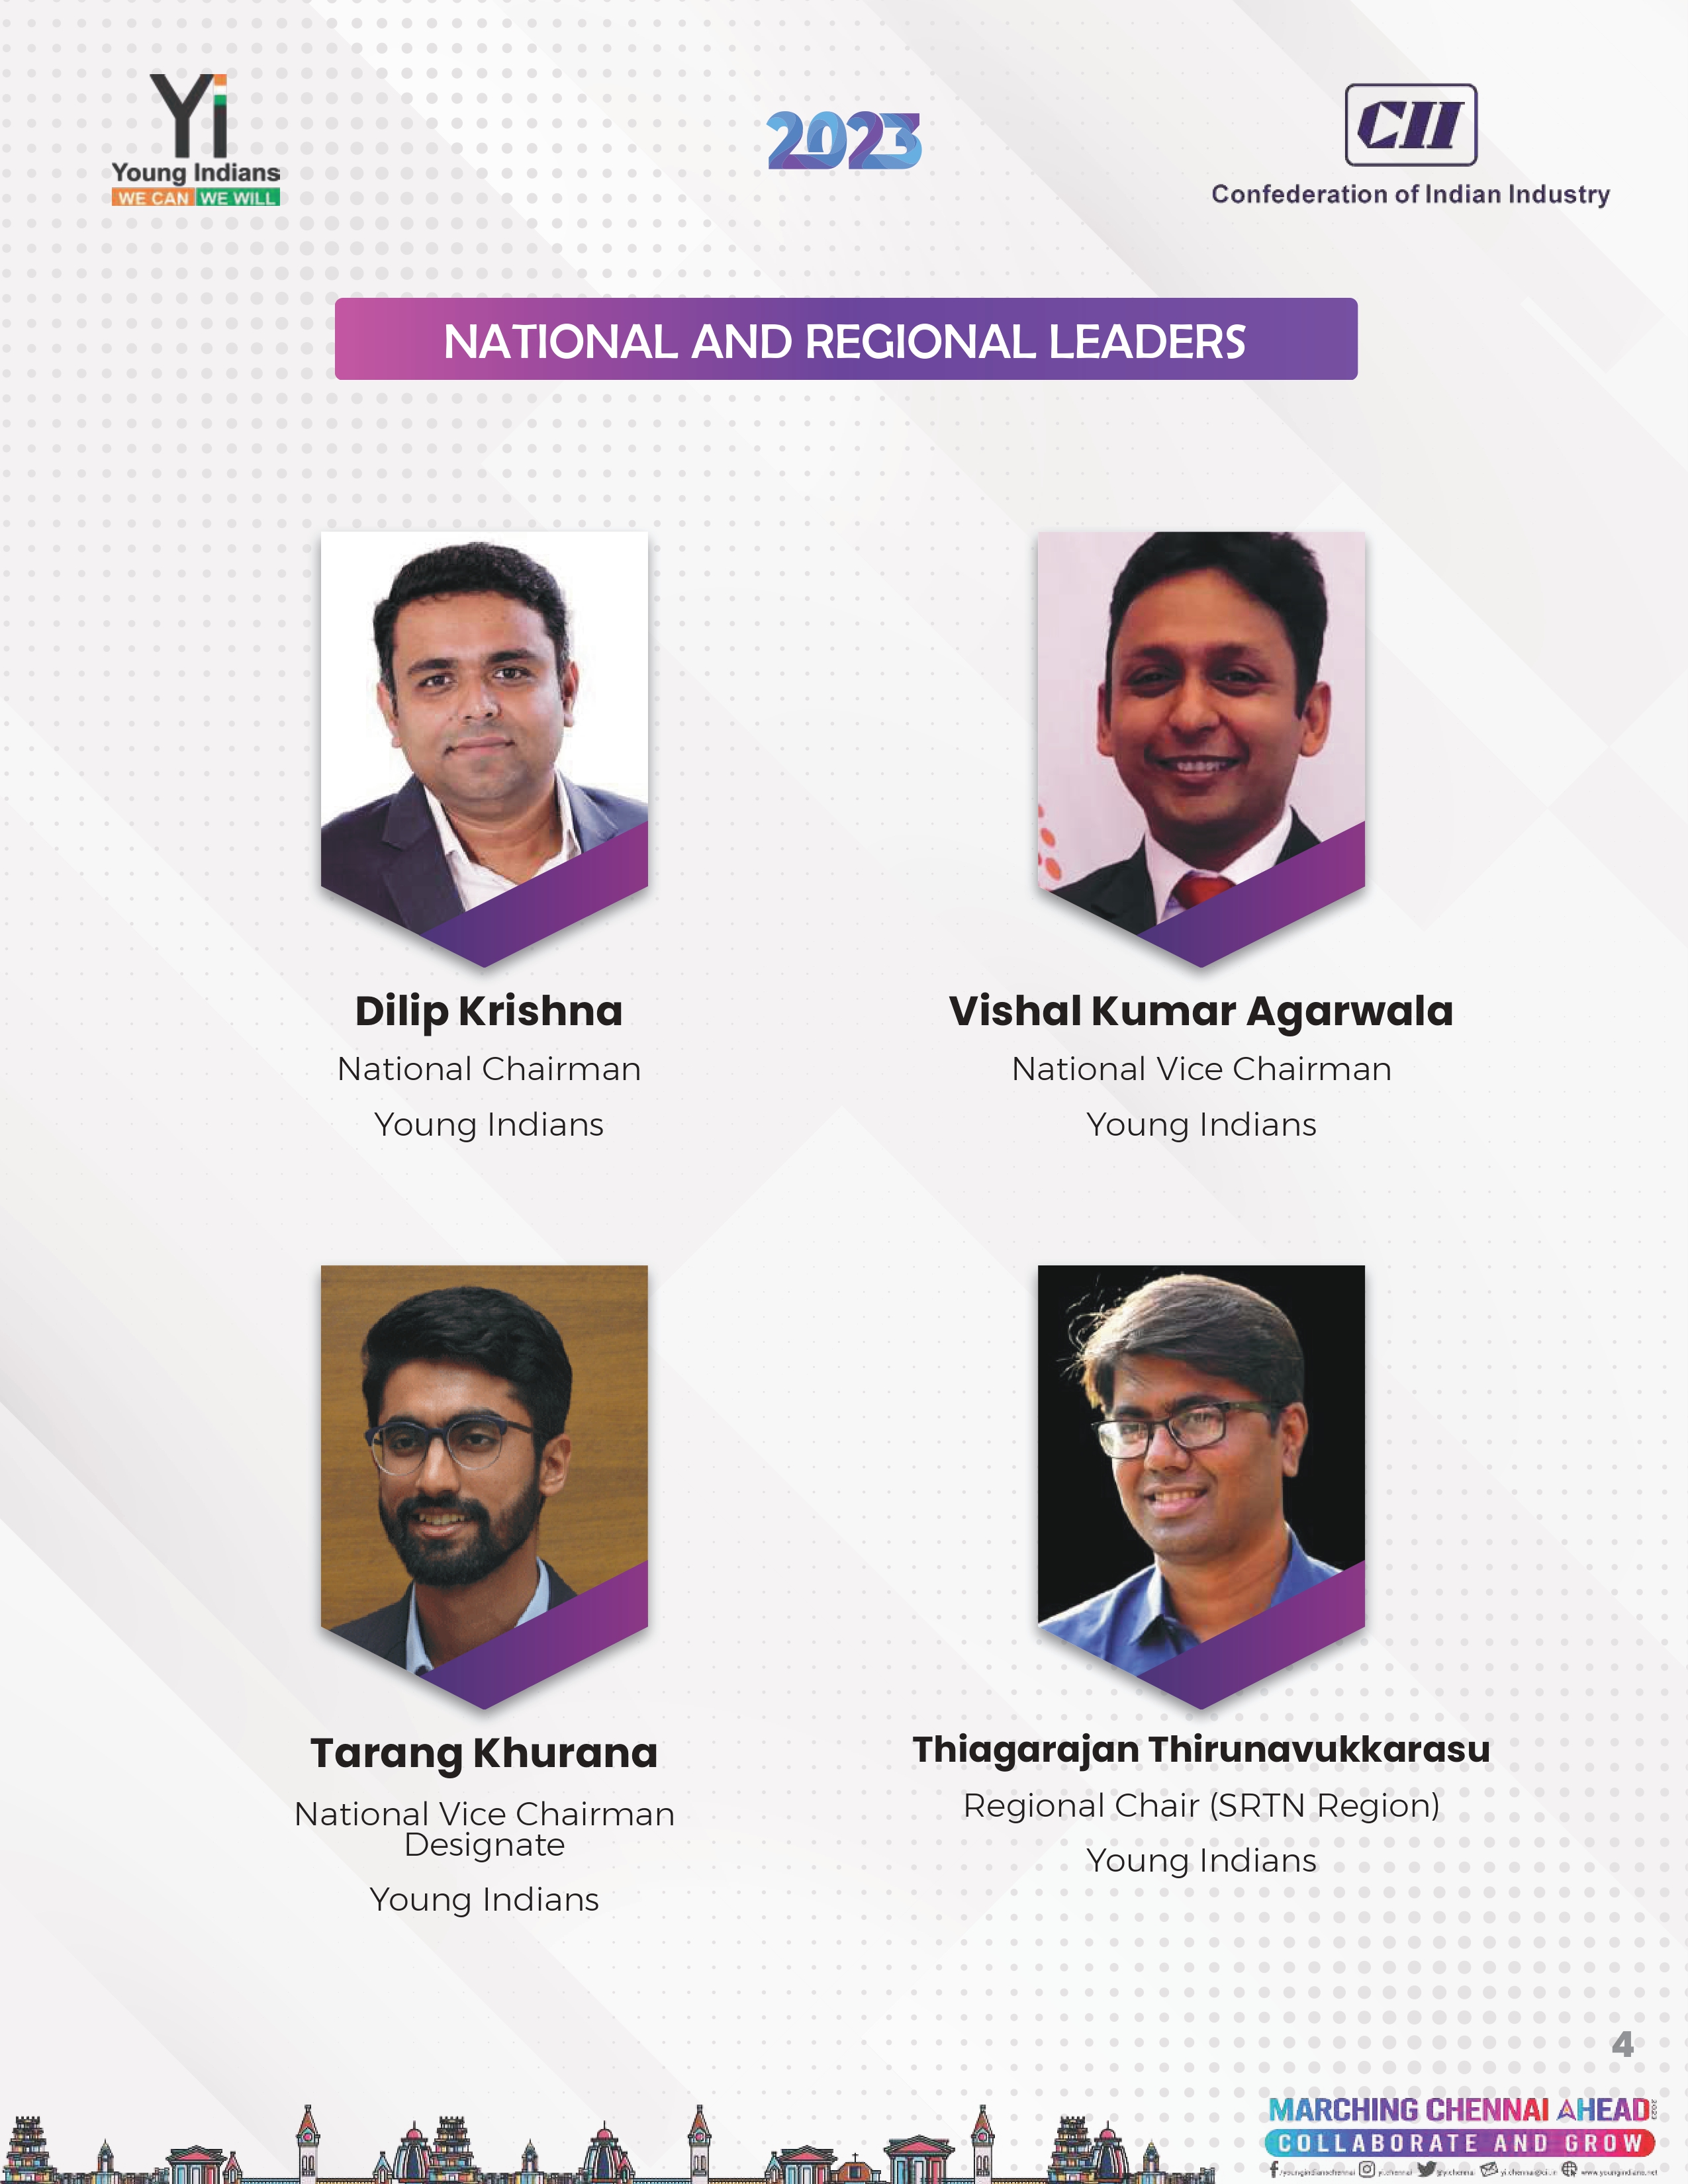 Yi
Young Indians
WE CAN WE WILL
2023
CII
Confederation of Indian Industry
NATIONAL AND REGIONAL LEADERS
Dilip Krishna
National Chairman
Young Indians
Vishal Kumar Agarwala
National Vice Chairman
Young Indians
Tarang Khurana
National Vice Chairman
Designate
Young Indians
Thiagarajan Thirunavukkarasu
Regional Chair (SRTN Region)
Young Indians
4
MARCHING CHENNAI AHEAD
2023
COLLABORATE AND GROW